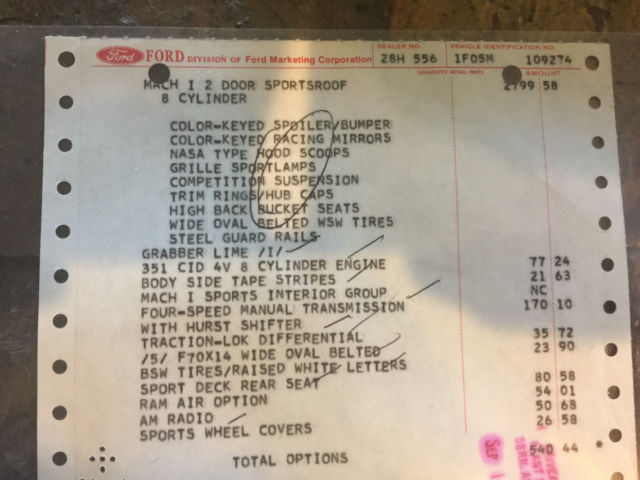 Ford FORD DIVISION OF Ford Marketing Corporation
DEALER NO. VEHICLE IDENTIFICATION NO.
28H 556 1F05M 109274
SUGGESTED RETAIL PRICE AMOUNT
MACH I 2 DOOR SPORTSROOF 2799 58
8 CYLINDER
COLOR-KEYED SPOILER/BUMPER
COLOR-KEYED RACING MIRRORS
NASA TYPE HOOD SCOOPS
GRILLE SPORTLAMPS
COMPETITION SUSPENSION
TRIM RINGS/HUB CAPS
HIGH BACK BUCKET SEATS
WIDE OVAL BELTED WSW TIRES
STEEL GUARD RAILS
GRABBER LIME /I/
351 CID 4V 8 CYLINDER ENGINE 77 24
BODY SIDE TAPE STRIPES 21 63
MACH I SPORTS INTERIOR GROUP NC
FOUR-SPEED MANUAL TRANSMISSION 170 10
WITH HURST SHIFTER
TRACTION-LOK DIFFERENTIAL 35 72
/5/ F70X14 WIDE OVAL BELTED 23 90
BSW TIRES/RAISED WHITE LETTERS
SPORT DECK REAR SEAT 80 58
RAM AIR OPTION 54 01
AM RADIO 50 68
SPORTS WHEEL COVERS 26 58
TOTAL OPTIONS 540 44 *
SEP